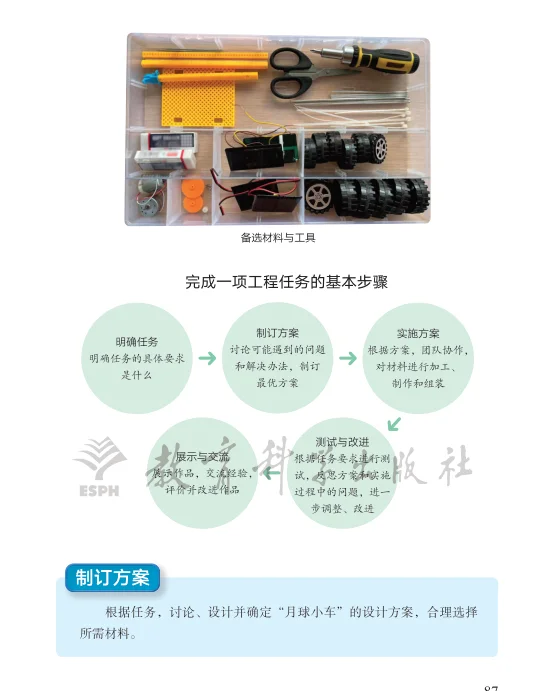 备选材料与工具
完成一项工程任务的基本步骤
明确任务
明确任务的具体要求
是什么
制订方案
讨论可能遇到的问题
和解决办法，制订
最优方案
实施方案
根据方案，团队协作，
对材料进行加工、
制作和组装
测试与改进
根据任务要求进行测
试，反思方案和实施
过程中的问题，进一
步调整、改进
展示与交流
展示作品，交流经验，
评价并改进作品
ESPH
教育科学出版社
制订方案
根据任务，讨论、设计并确定“月球小车”的设计方案，合理选择
所需材料。
87